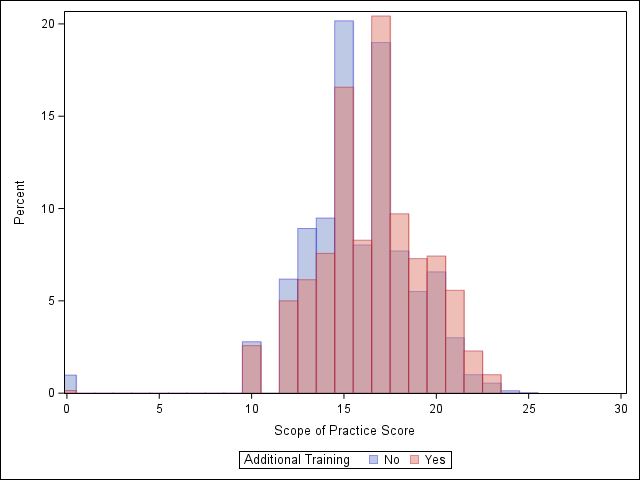 20
15
10
5
0
Percent
0 5 10 15 20 25 30
Scope of Practice Score
Additional Training No Yes